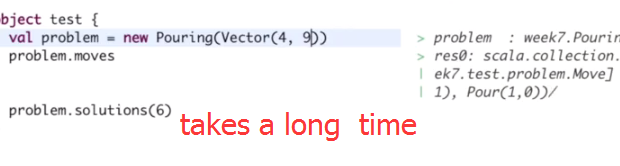 object test {
val problem = new Pouring(Vector(4, 9))
problem.moves
problem.solutions(6)
> problem : week7.Pourin
> res0: scala.collection.
| ek7.test.problem.Move]
| 1), Pour(1,0))/
takes a long time